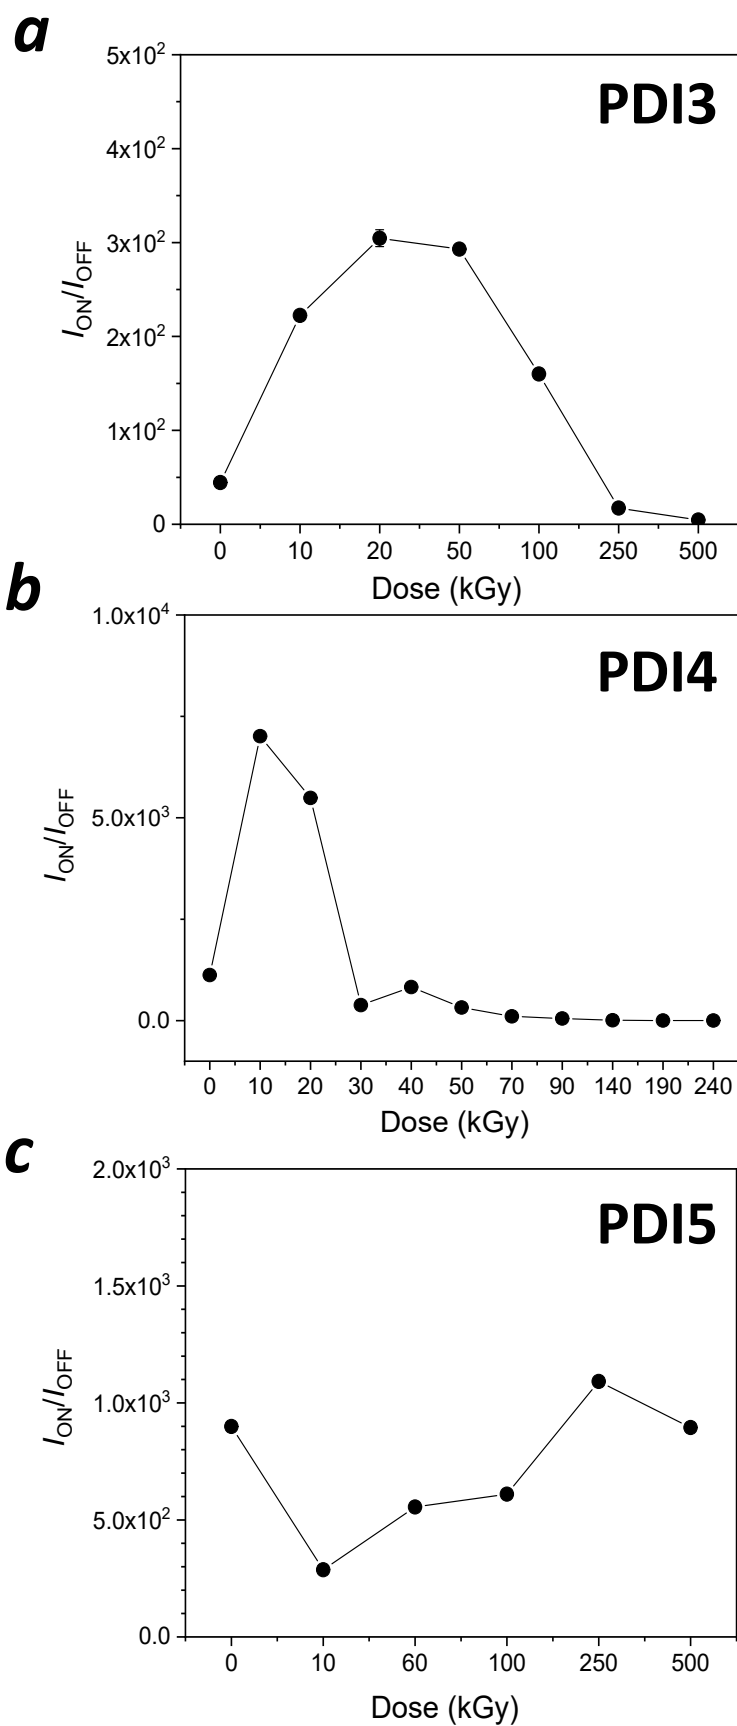 a
PDI3
5x10²
4x10²
3x10²
2x10²
1x10²
0
I_ON/I_OFF
0 10 20 50 100 250 500
Dose (kGy)
b
PDI4
1.0x10⁴
5.0x10³
0.0
I_ON/I_OFF
0 10 20 30 40 50 70 90 140 190 240
Dose (kGy)
c
PDI5
2.0x10³
1.5x10³
1.0x10³
5.0x10²
0.0
I_ON/I_OFF
0 10 60 100 250 500
Dose (kGy)